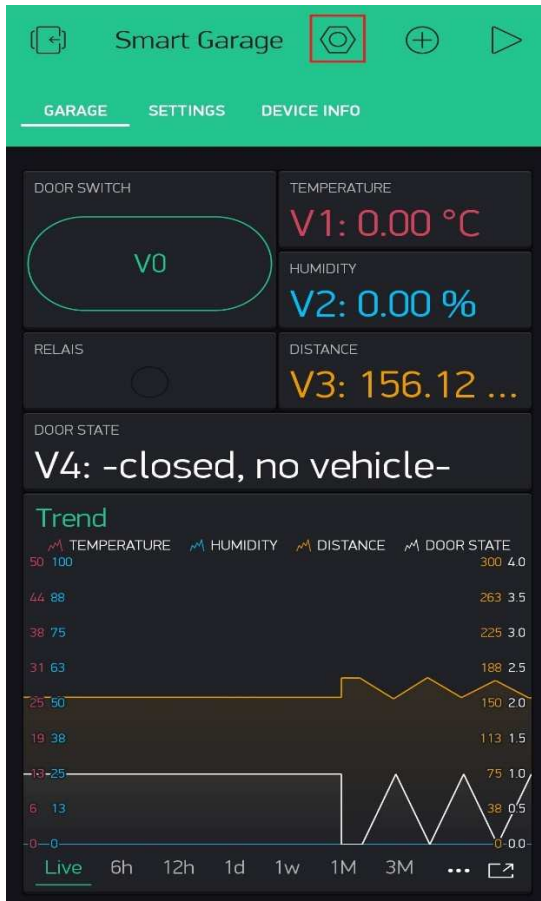 Smart Garage
GARAGE SETTINGS DEVICE INFO
DOOR SWITCH
V0
TEMPERATURE
V1: 0.00 °C
HUMIDITY
V2: 0.00 %
RELAIS
DISTANCE
V3: 156.12 ...
DOOR STATE
V4: -closed, no vehicle-
Trend
TEMPERATURE HUMIDITY DISTANCE DOOR STATE
50 100 300 4.0
44 88 263 3.5
38 75 225 3.0
31 63 188 2.5
25 50 150 2.0
19 38 113 1.5
13 25 75 1.0
6 13 38 0.5
0 0 0 0.0
Live 6h 12h 1d 1w 1M 3M ...